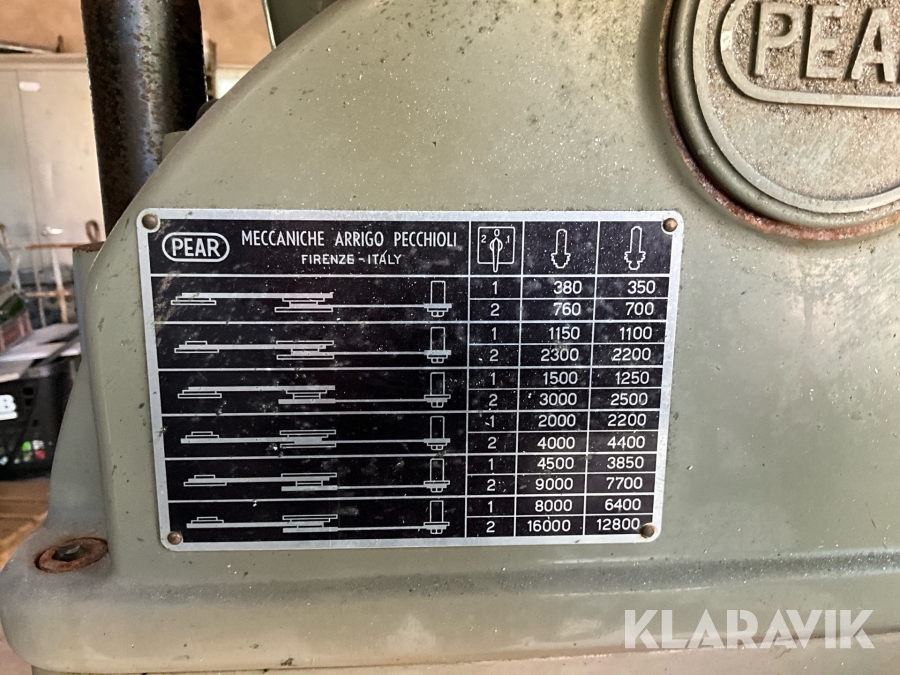 PEAR
PEAR MECCANICHE ARRIGO PECCHIOLI
FIRENZE - ITALY
2 0 1
1 380 350
2 760 700
1 1150 1100
2 2300 2200
1 1500 1250
2 3000 2500
1 2000 2200
2 4000 4400
1 4500 3850
2 9000 7700
1 8000 6400
2 16000 12800
KLARAVIK